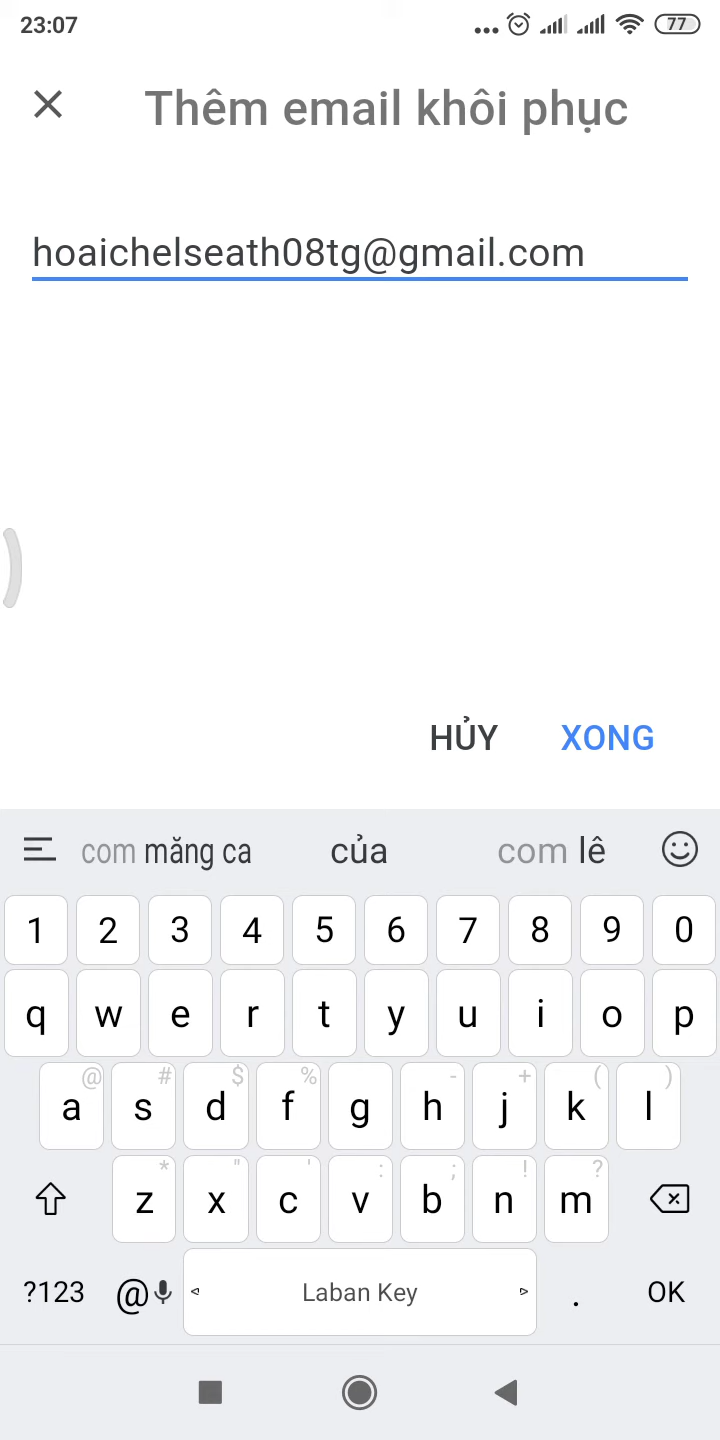 23:07
77
Thêm email khôi phục
hoaichelseath08tg@gmail.com
HỦY XONG
com măng ca của com lê
1 2 3 4 5 6 7 8 9 0
q w e r t y u i o p
@ # $ % - + ( )
a s d f g h j k l
* " ' : ; ! ?
z x c v b n m
?123 @ Laban Key . OK